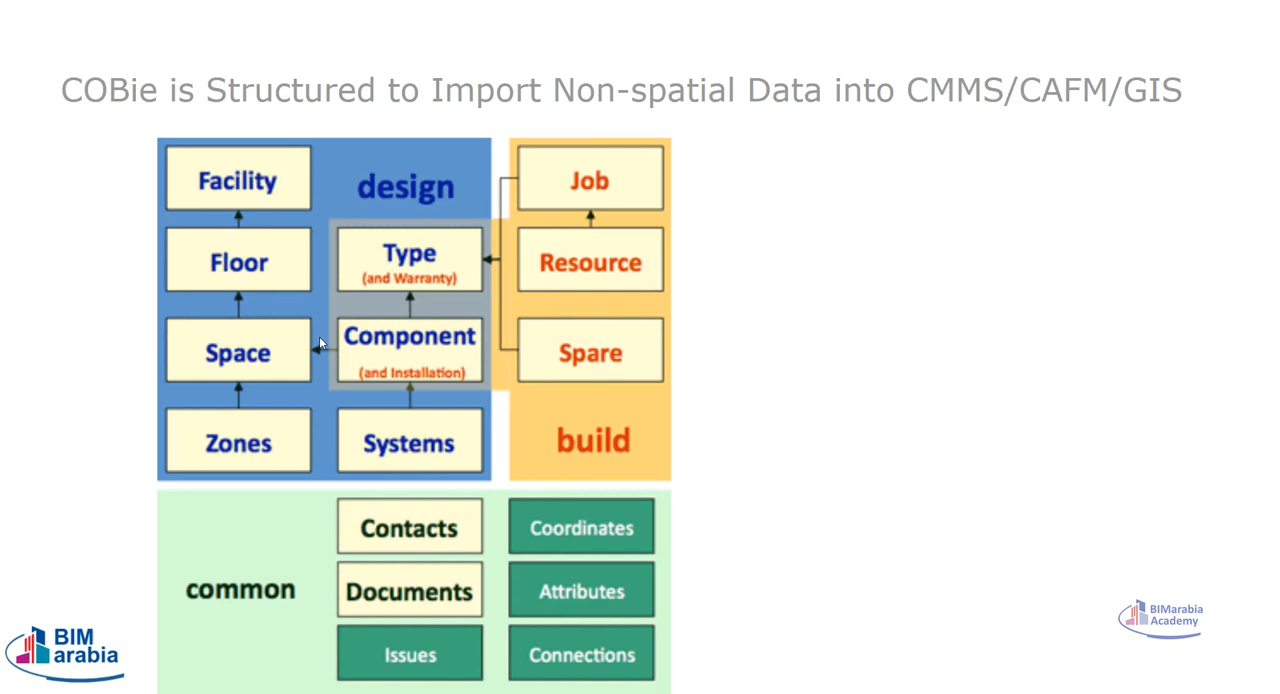 COBie is Structured to Import Non-spatial Data into CMMS/CAFM/GIS
Facility
design
Job
Floor
Type
(and Warranty)
Resource
Space
Component
(and Installation)
Spare
Zones
Systems
build
common
Contacts
Coordinates
Documents
Attributes
Issues
Connections
BIM
arabia
BIMarabia
Academy